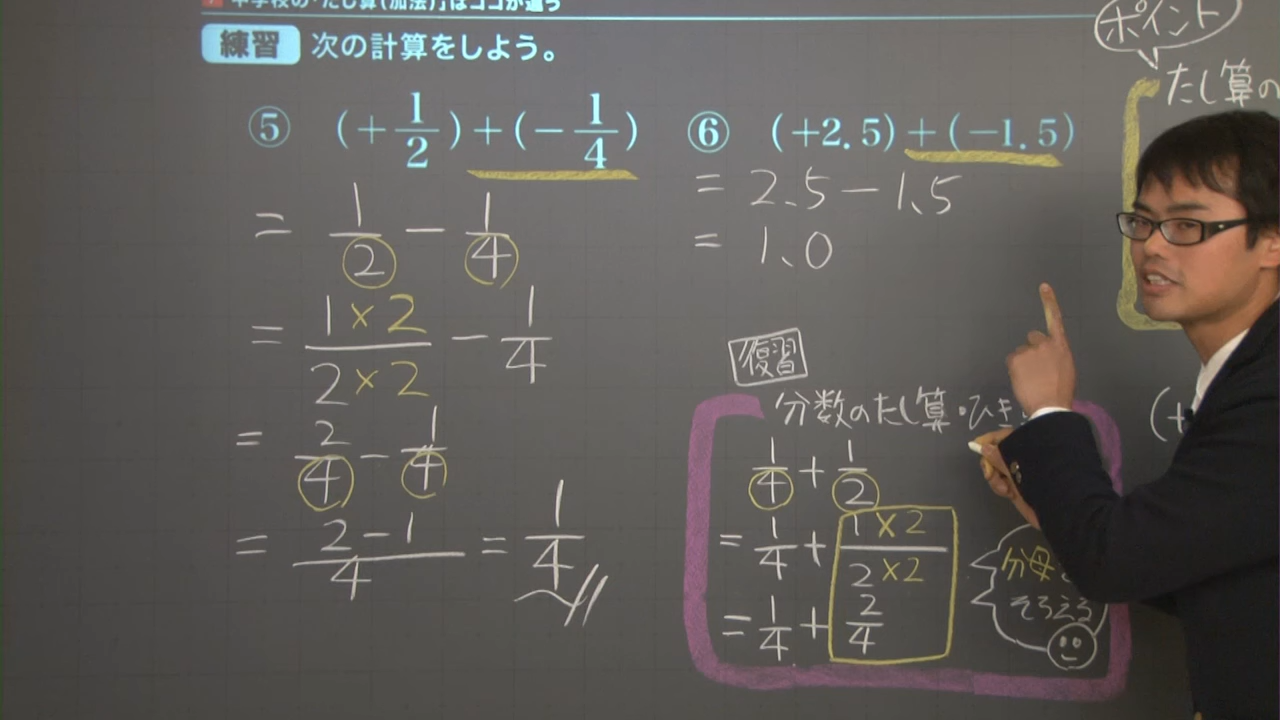 中学校の「たし算(加法)」はココが違う
練習 次の計算をしよう。
⑤ (+1/2)+(-1/4)
= 1/2 - 1/4
= 1×2/2×2 - 1/4
= 2/4 - 1/4
= 2-1/4 = 1/4
⑥ (+2.5)+(-1.5)
= 2.5-1.5
= 1.0
復習
分数のたし算・ひき
1/4 + 1/2
= 1/4 + 1×2/2×2
= 1/4 + 2/4
分母
そろえる
ポイント
たし算の
(+